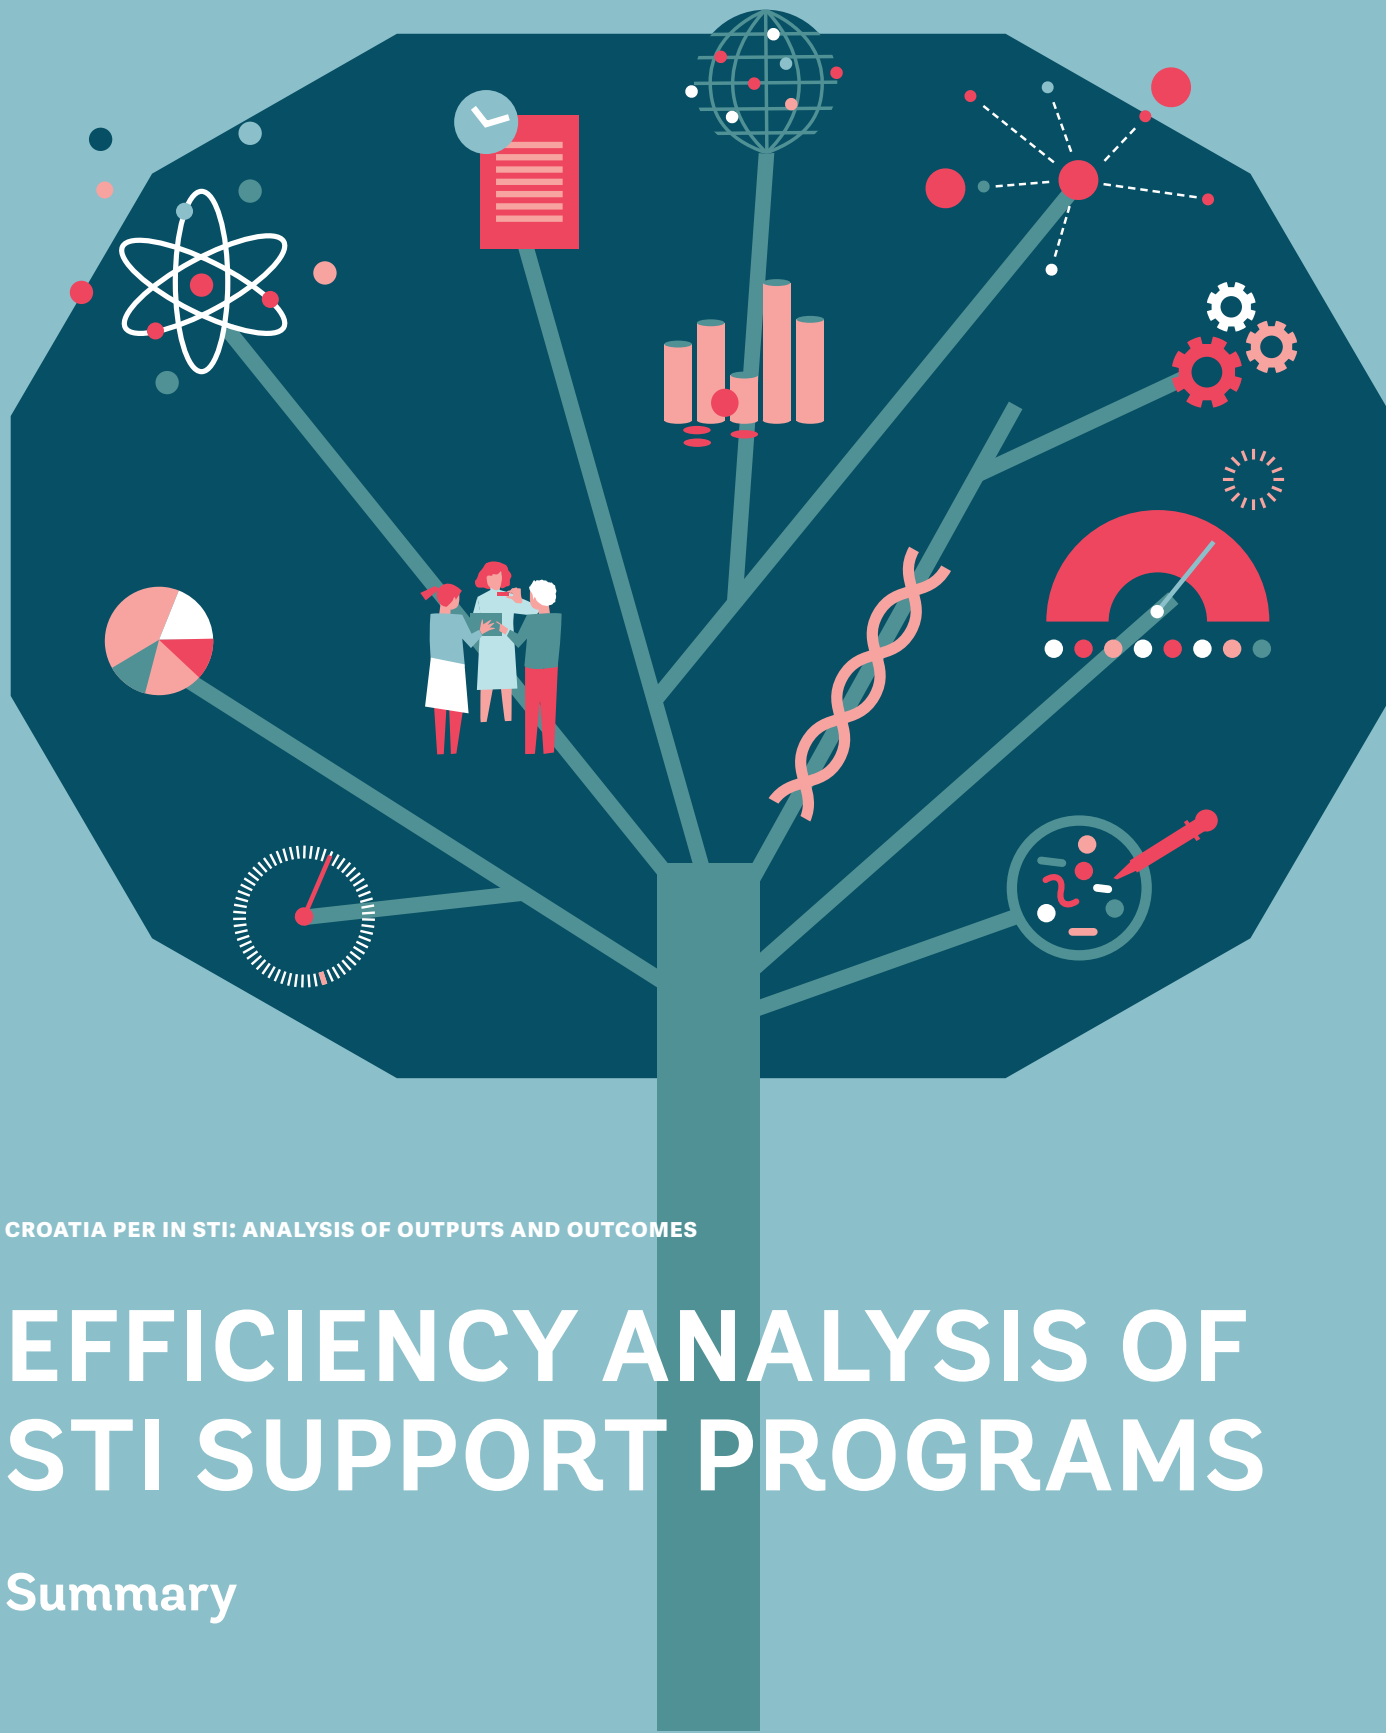 CROATIA PER IN STI: ANALYSIS OF OUTPUTS AND OUTCOMES
EFFICIENCY ANALYSIS OF
STI SUPPORT PROGRAMS
Summary